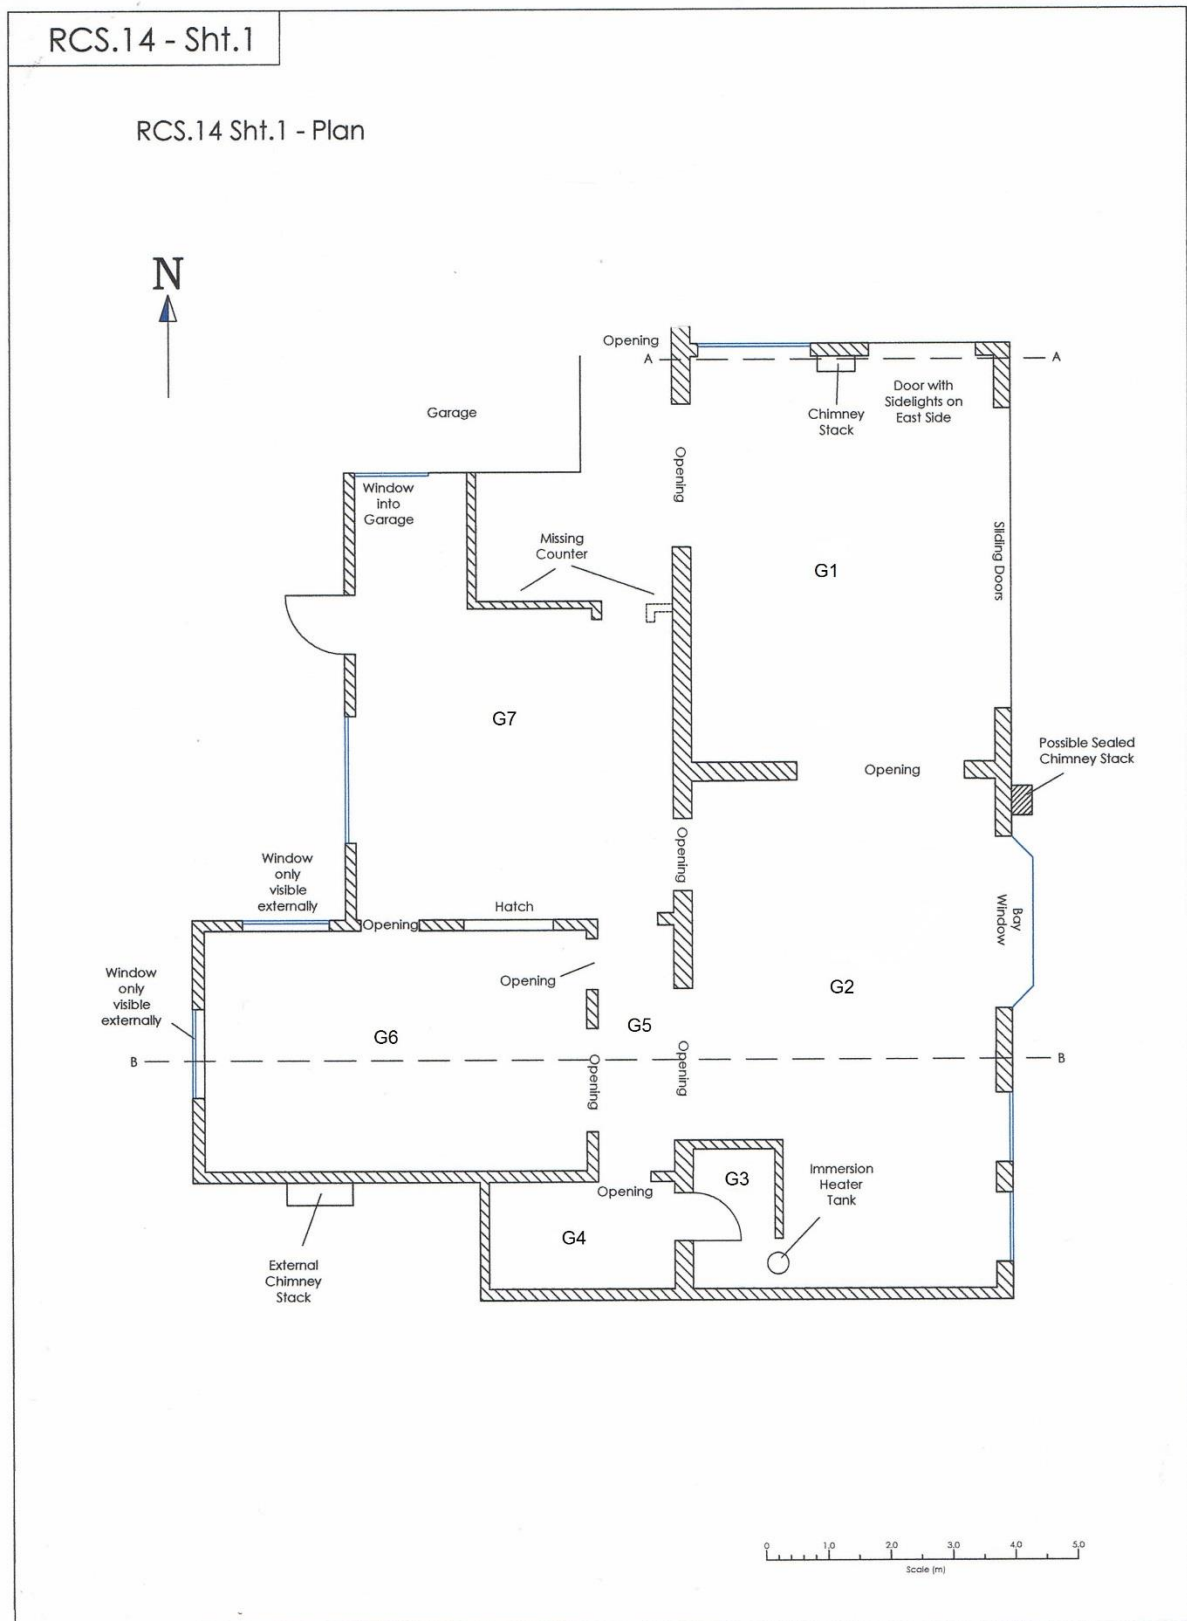 RCS.14 - Sht.1
RCS.14 Sht.1 - Plan
N
Opening
A
A
Garage
Chimney
Stack
Door with
Sidelights on
East Side
Opening
Window
into
Garage
Missing
Counter
Sliding Doors
G1
G7
Possible Sealed
Chimney Stack
Opening
Opening
Window
only
visible
externally
Hatch
Opening
Bay
Window
Window
only
visible
externally
Opening
G2
G5
G6
B
B
Opening
Opening
G3
Immersion
Heater
Tank
Opening
G4
External
Chimney
Stack
0
1.0
2.0
3.0
4.0
5.0
Scale (m)